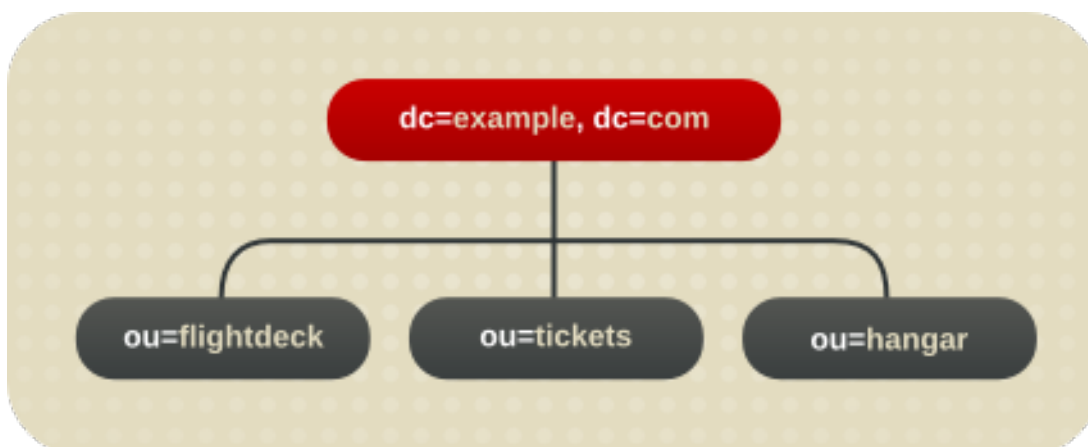 dc=example, dc=com
ou=flightdeck
ou=tickets
ou=hangar